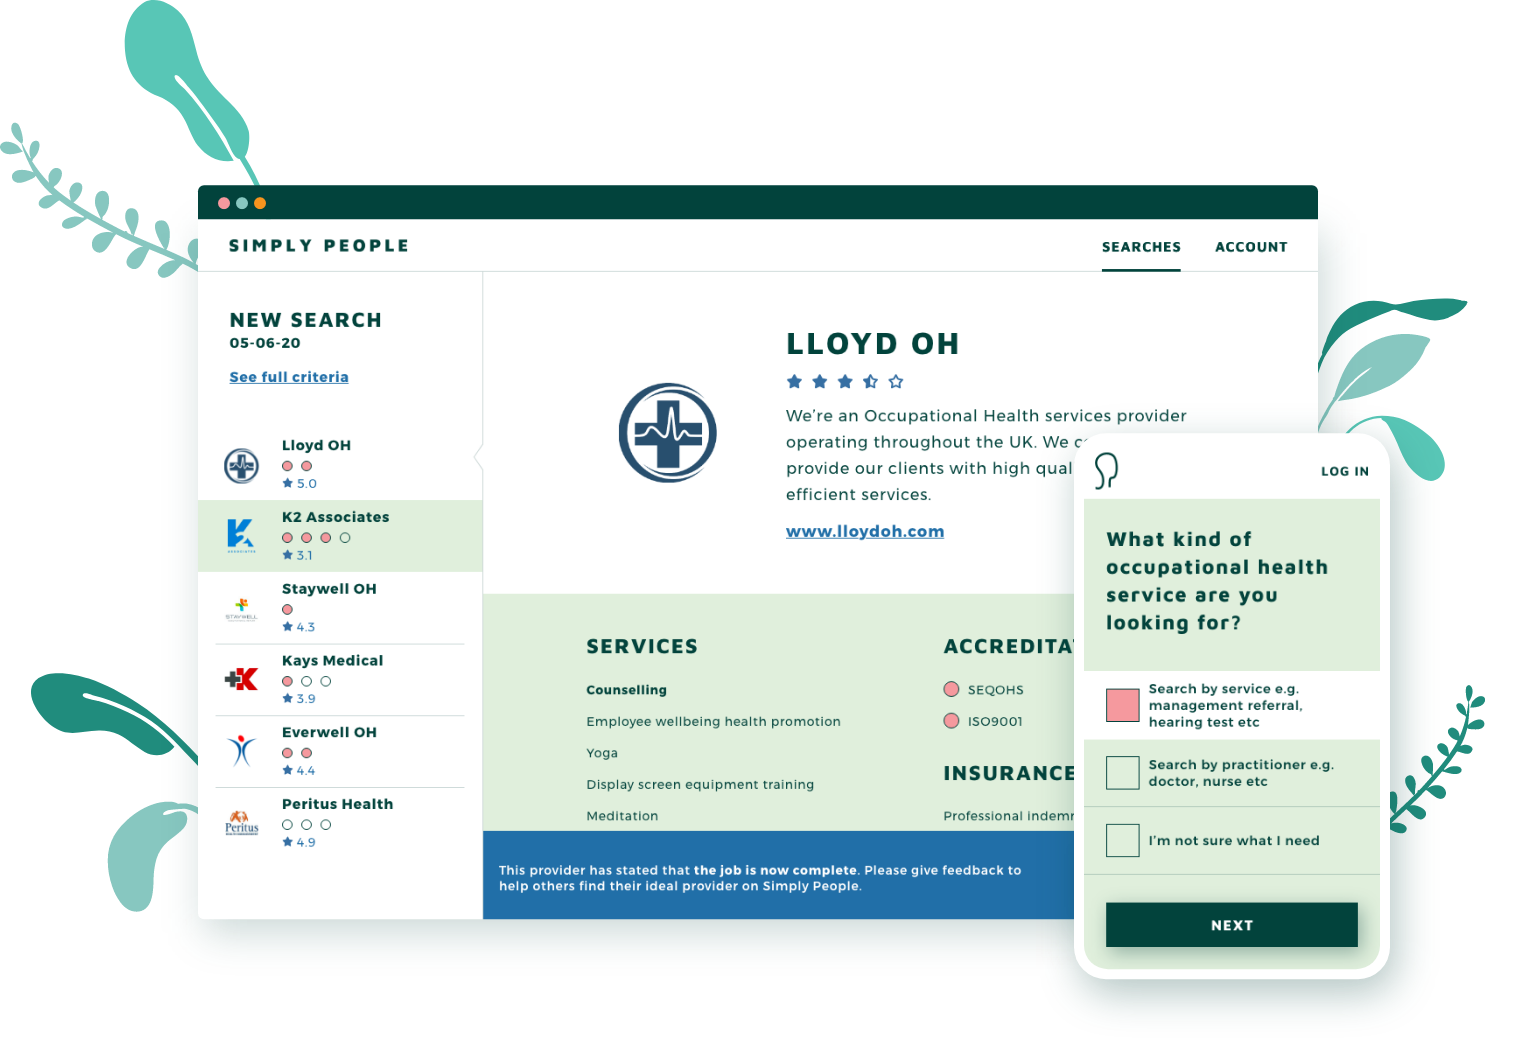 SIMPLY PEOPLE
SEARCHES
ACCOUNT
NEW SEARCH
05-06-20
See full criteria
Lloyd OH
5.0
K2 Associates
3.1
ASSOCIATES
Staywell OH
4.3
STAYWELL
Kays Medical
3.9
Everwell OH
4.4
Peritus Health
4.9
Peritus
LLOYD OH
We’re an Occupational Health services provider
operating throughout the UK. We
provide our clients with high qual
efficient services.
www.lloydoh.com
SERVICES
Counselling
Employee wellbeing health promotion
Yoga
Display screen equipment training
Meditation
ACCREDITA
SEQOHS
ISO9001
INSURANCE
Professional indem
This provider has stated that the job is now complete. Please give feedback to
help others find their ideal provider on Simply People.
LOG IN
What kind of
occupational health
service are you
looking for?
Search by service e.g.
management referral,
hearing test etc
Search by practitioner e.g.
doctor, nurse etc
I’m not sure what I need
NEXT